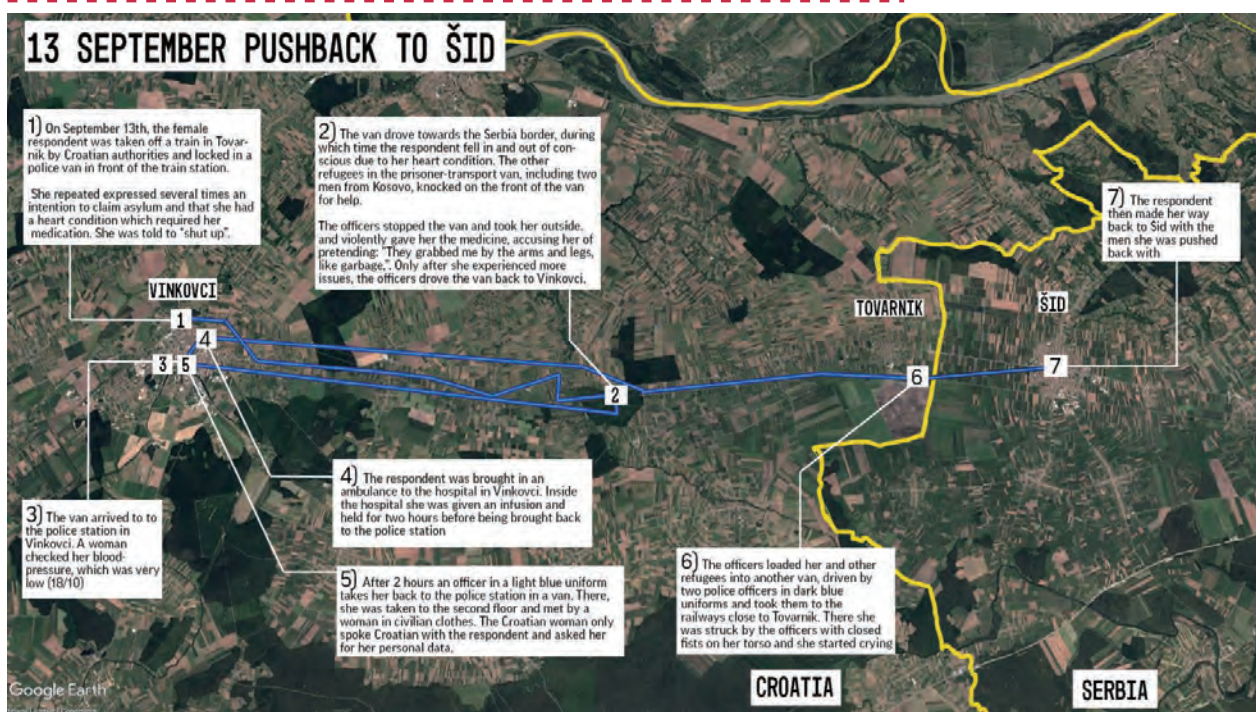 13 SEPTEMBER PUSHBACK TO ŠID
1) On September 13th, the female
respondent was taken off a train in Tovar-
nik by Croatian authorities and locked in a
police van in front of the train station.
She repeated expressed several times an
intention to claim asylum and that she had
a heart condition which required her
medication. She was told to "shut up".
2) The van drove towards the Serbia border, during
which time the respondent fell in and out of con-
scious due to her heart condition. The other
refugees in the prisoner-transport van, including two
men from Kosovo, knocked on the front of the van
for help.
The officers stopped the van and took her outside.
and violently gave her the medicine, accusing her of
pretending: "They grabbed me by the arms and legs,
like garbage,". Only after she experienced more
issues, the officers drove the van back to Vinkovci.
7) The respondent
then made her way
back to Šid with the
men she was pushed
back with
VINKOVCI
TOVARNIK
ŠID
1
4
3
5
2
6
7
3) The van arrived to to
the police station in
Vinkovci. A woman
checked her blood-
pressure, which was very
low (18/10)
4) The respondent was brought in an
ambulance to the hospital in Vinkovci. Inside
the hospital she was given an infusion and
held for two hours before being brought back
to the police station
5) After 2 hours an officer in a light blue uniform
takes her back to the police station in a van. There,
she was taken to the second floor and met by a
woman in civilian clothes. The Croatian woman only
spoke Croatian with the respondent and asked her
for her personal data.
6) The officers loaded her and other
refugees into another van, driven by
two police officers in dark blue
uniforms and took them to the
railways close to Tovarnik. There she
was struck by the officers with closed
fists on her torso and she started crying
CROATIA
SERBIA
Google Earth